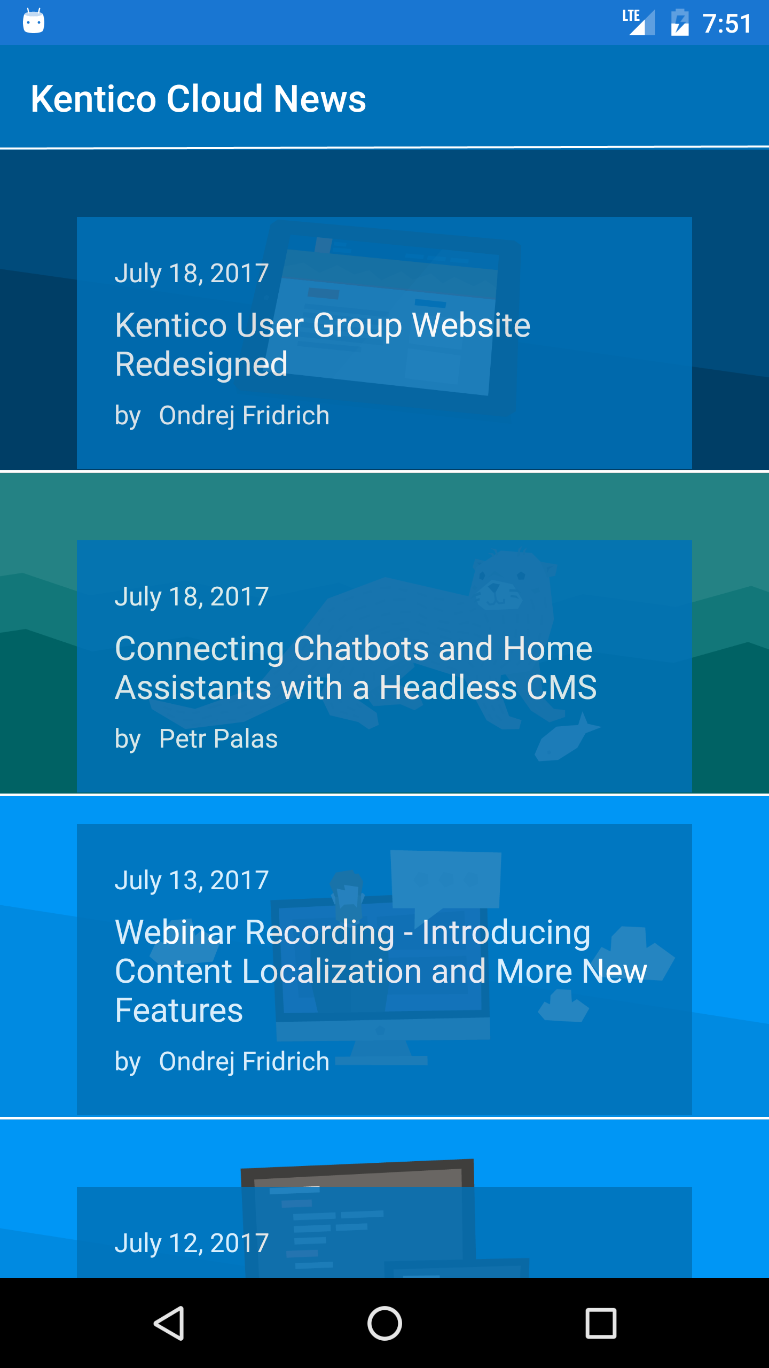 LTE 7:51
Kentico Cloud News
July 18, 2017
Kentico User Group Website
Redesigned
by Ondrej Fridrich
July 18, 2017
Connecting Chatbots and Home
Assistants with a Headless CMS
by Petr Palas
July 13, 2017
Webinar Recording - Introducing
Content Localization and More New
Features
by Ondrej Fridrich
July 12, 2017